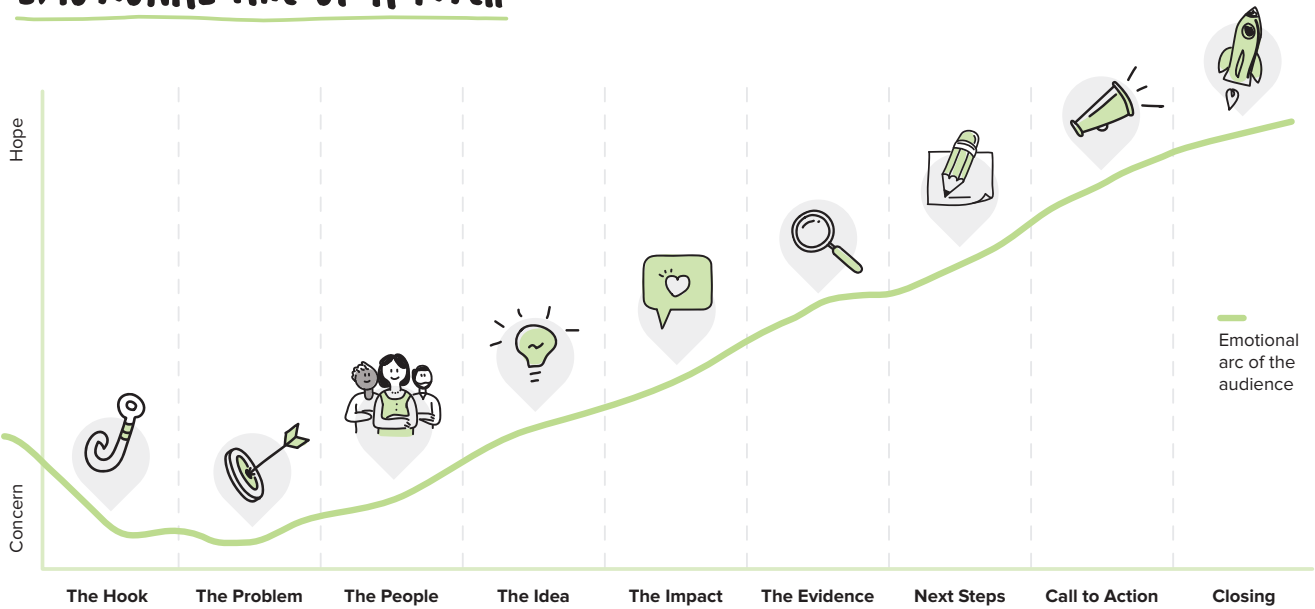 Hope
Concern
Emotional
arc of the
audience
The Hook
The Problem
The People
The Idea
The Impact
The Evidence
Next Steps
Call to Action
Closing